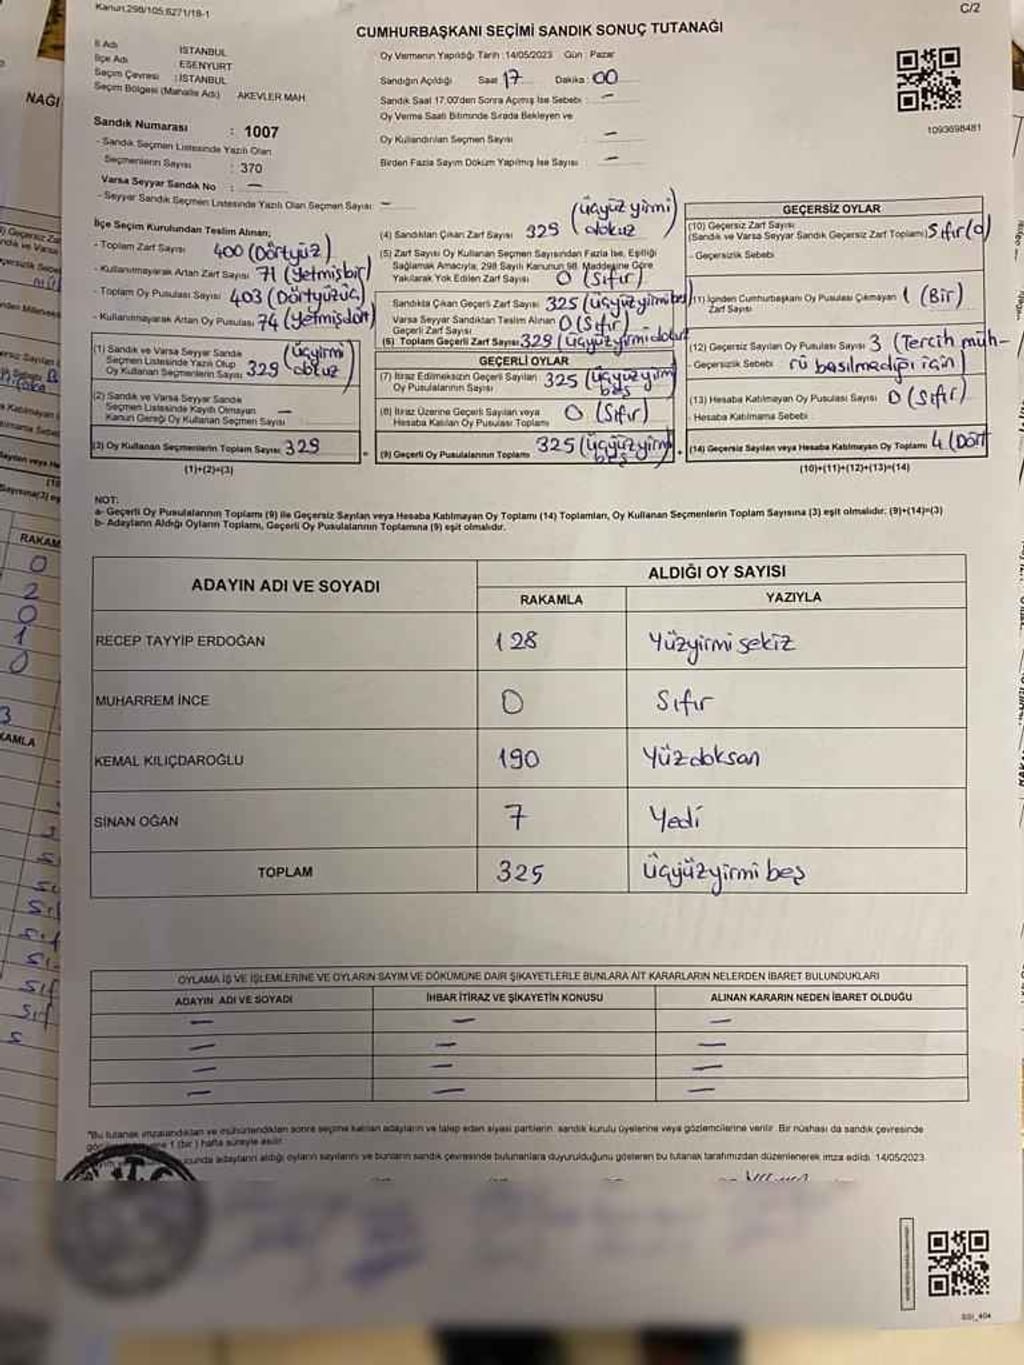 Kanun,298/105,6271/18-1
C/2
CUMHURBAŞKANI SEÇİMİ SANDIK SONUÇ TUTANAĞI
İl Adı : İSTANBUL
İlçe Adı : ESENYURT
Seçim Çevresi : İSTANBUL
Seçim Bölgesi (Mahalle Adı) : AKEVLER MAH.
Sandık Numarası : 1007
- Sandık Seçmen Listesinde Yazılı Olan
Seçmenlerin Sayısı : 370
Varsa Seyyar Sandık No : —
- Seyyar Sandık Seçmen Listesinde Yazılı Olan Seçmen Sayısı: —
Oy Vermenin Yapıldığı Tarih :14/05/2023 Gün : Pazar
Sandığın Açıldığı Saat 17 Dakika : 00
Sandık Saat 17:00'den Sonra Açılmış İse Sebebi : —
Oy Verme Saati Bitiminde Sırada Bekleyen ve
Oy Kullandırılan Seçmen Sayısı : —
Birden Fazla Sayım Döküm Yapılmış İse Sayısı : —
1093698481
İlçe Seçim Kurulundan Teslim Alınan;
- Toplam Zarf Sayısı 400 (Dörtyüz)
- Kullanılmayarak Artan Zarf Sayısı 71 (Yetmişbir)
- Toplam Oy Pusulası Sayısı 403 (Dörtyüzüç)
- Kullanılmayarak Artan Oy Pusulası 74 (Yetmişdört)
(1) Sandık ve Varsa Seyyar Sandık
Seçmen Listesinde Yazılı Olup
Oy Kullanan Seçmenlerin Sayısı 329 (Üçyirmi dokuz)
(2) Sandık ve Varsa Seyyar Sandık
Seçmen Listesinde Kayıtlı Olmayan
Kanun Gereği Oy Kullanan Seçmen Sayısı —
(3) Oy Kullanan Seçmenlerin Toplam Sayısı 329
(1)+(2)=(3)
(4) Sandıktan Çıkan Zarf Sayısı 329 (Üçyüz yirmi dokuz)
(5) Zarf Sayısı Oy Kullanan Seçmen Sayısından Fazla İse, Eşitliği
Sağlamak Amacıyla, 298 Sayılı Kanunun 98. Maddesine Göre
Yakılarak Yok Edilen Zarf Sayısı 0 (Sıfır)
Sandıkta Çıkan Geçerli Zarf Sayısı 325 (Üçyüzyirmi beş)
Varsa Seyyar Sandıktan Teslim Alınan
Geçerli Zarf Sayısı 0 (Sıfır)
(6) Toplam Geçerli Zarf Sayısı 329
GEÇERLİ OYLAR
(7) İtiraz Edilmeksizin Geçerli Sayılan
Oy Pusulalarının Sayısı 325 (Üçyüzyirmi beş)
(8) İtiraz Üzerine Geçerli Sayılan veya
Hesaba Katılan Oy Pusulası Toplamı 0 (Sıfır)
(9) Geçerli Oy Pusulalarının Toplamı 325 (Üçyüzyirmi beş)
GEÇERSİZ OYLAR
(10) Geçersiz Zarf Sayısı
(Sandık ve Varsa Seyyar Sandık Geçersiz Zarf Toplamı) Sıfır(0)
- Geçersizlik Sebebi
(11) İçinden Cumhurbaşkanı Oy Pusulası Çıkmayan
Zarf Sayısı 1 (Bir)
(12) Geçersiz Sayılan Oy Pusulası Sayısı 3 (Tercih müh-
- Geçersizlik Sebebi rü basılmadığı için)
(13) Hesaba Katılmayan Oy Pusulası Sayısı 0 (Sıfır)
- Hesaba Katılmama Sebebi
(14) Geçersiz Sayılan veya Hesaba Katılmayan Oy Toplamı 4 (Dört
(10)+(11)+(12)+(13)=(14)
NOT:
a- Geçerli Oy Pusulalarının Toplamı (9) ile Geçersiz Sayılan veya Hesaba Katılmayan Oy Toplamı (14) Toplamları, Oy Kullanan Seçmenlerin Toplam Sayısına (3) eşit olmalıdır; (9)+(14)=(3)
b- Adayların Aldığı Oyların Toplamı, Geçerli Oy Pusulalarının Toplamına (9) eşit olmalıdır.
ADAYIN ADI VE SOYADI
ALDIĞI OY SAYISI
RAKAMLA YAZIYLA
RECEP TAYYİP ERDOĞAN 128 Yüzyirmi sekiz
MUHARREM İNCE 0 Sıfır
KEMAL KILIÇDAROĞLU 190 Yüzdoksan
SİNAN OĞAN 7 Yedi
TOPLAM 325 Üçyüzyirmi beş
OYLAMA İŞ VE İŞLEMLERİNE VE OYLARIN SAYIM VE DÖKÜMÜNE DAİR ŞİKAYETLERLE BUNLARA AİT KARARLARIN NELERDEN İBARET BULUNDUKLARI
ADAYIN ADI VE SOYADI İHBAR İTİRAZ VE ŞİKAYETİN KONUSU ALINAN KARARIN NEDEN İBARET OLDUĞU
— — —
— — —
— — —
— — —
"Bu tutanak imzalandıktan ve mühürlendikten sonra seçime katılan adayların ve talep eden siyasi partilerin, sandık kurulu üyelerine veya gözlemcilerine verilir. Bir nüshası da sandık çevresinde
1 (bir) hafta süreyle asılır.
adayların aldığı oyların sayılarını ve bunların sandık çevresinde bulunanlara duyurulduğunu gösteren bu tutanak tarafımızdan düzenlenerek imza edildi. 14/05/2023
NAĞI
RAKAM
0
2
0
1
0
3
KAMLA